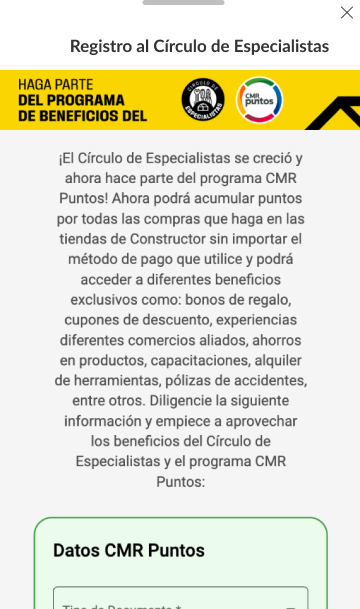 Registro al Círculo de Especialistas
HAGA PARTE
DEL PROGRAMA
DE BENEFICIOS DEL
CÍRCULO DE
ESPECIALISTAS
CMR
puntos
¡El Círculo de Especialistas se creció y
ahora hace parte del programa CMR
Puntos! Ahora podrá acumular puntos
por todas las compras que haga en las
tiendas de Constructor sin importar el
método de pago que utilice y podrá
acceder a diferentes beneficios
exclusivos como: bonos de regalo,
cupones de descuento, experiencias
diferentes comercios aliados, ahorros
en productos, capacitaciones, alquiler
de herramientas, pólizas de accidentes,
entre otros. Diligencie la siguiente
información y empiece a aprovechar
los beneficios del Círculo de
Especialistas y el programa CMR
Puntos:
Datos CMR Puntos
Tipo de Documento *